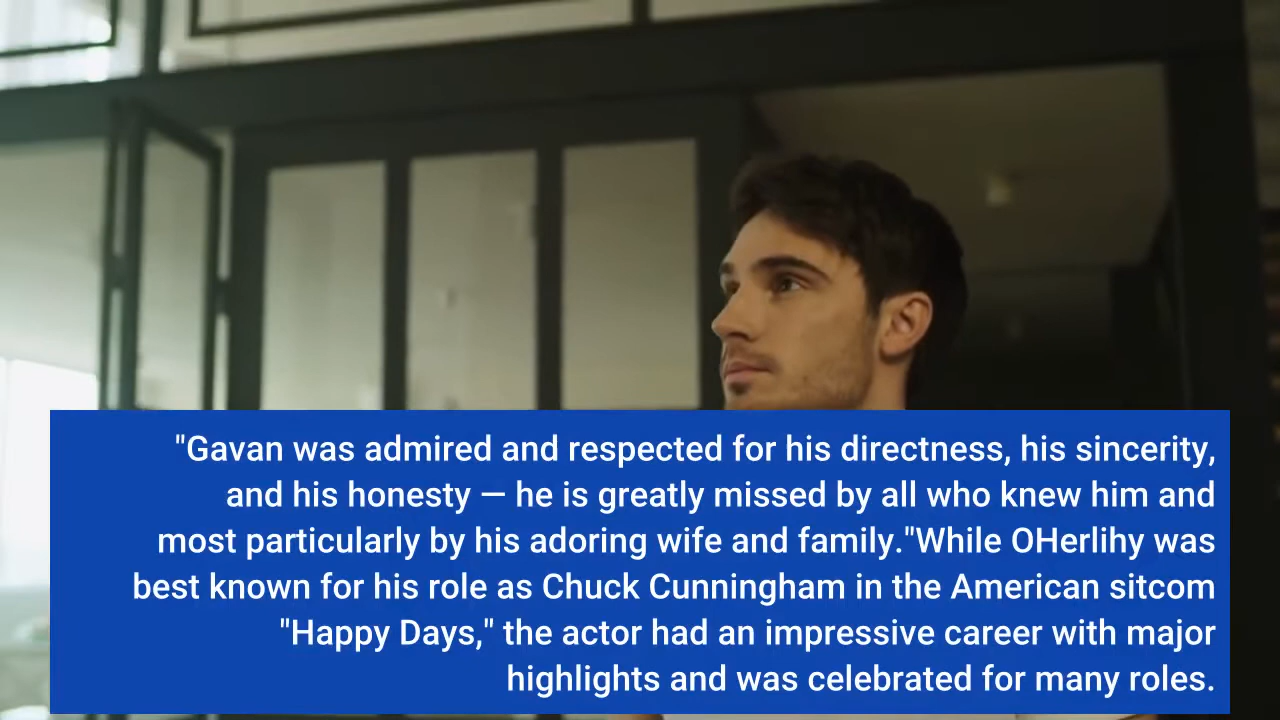 "Gavan was admired and respected for his directness, his sincerity,
and his honesty — he is greatly missed by all who knew him and
most particularly by his adoring wife and family."While OHerlihy was
best known for his role as Chuck Cunningham in the American sitcom
"Happy Days," the actor had an impressive career with major
highlights and was celebrated for many roles.